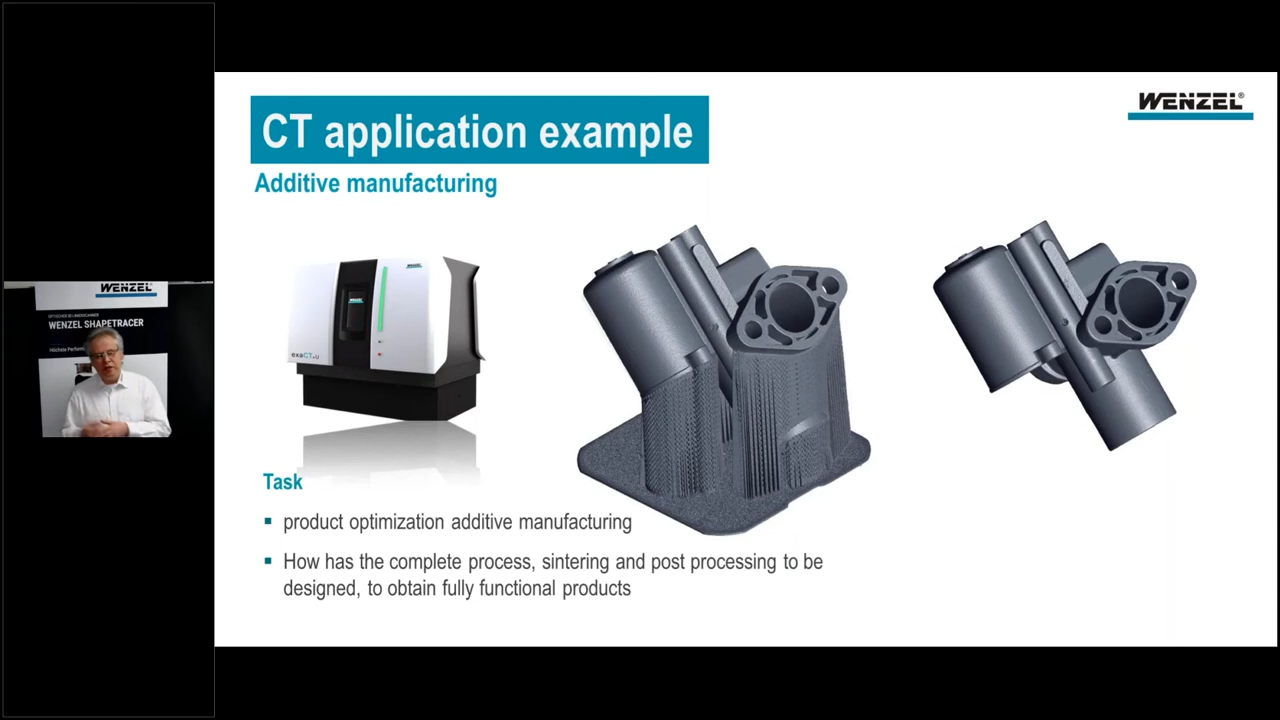 CT application example
WENZEL®
Additive manufacturing
WENZEL
exaCT U
WENZEL
WENZEL SHAPETRACER
Task
▪ product optimization additive manufacturing
▪ How has the complete process, sintering and post processing to be
designed, to obtain fully functional products